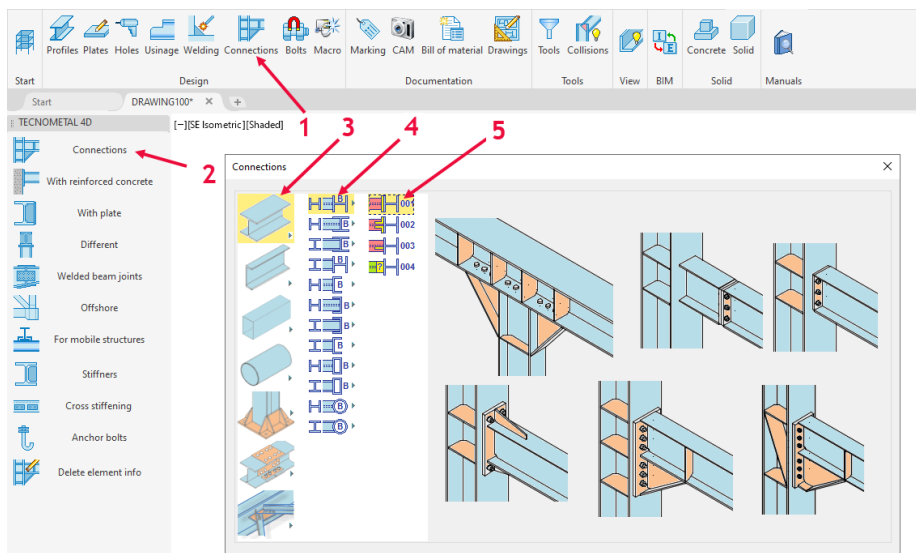 Profiles Plates Holes Usinage Welding Connections Bolts Macro Marking CAM Bill of material Drawings Tools Collisions Concrete Solid
Start Design Documentation Tools View BIM Solid Manuals
Start DRAWING100* × +
TECNOMETAL 4D
[−][SE Isometric][Shaded]
1
3
4
5
Connections
2
Connections ×
With reinforced concrete
With plate
Different
Welded beam joints
Offshore
For mobile structures
Stiffners
Cross stiffening
Anchor bolts
Delete element info
B 001
B 002
B 003
B ? 004
B
B
B
B
B
B
B
B